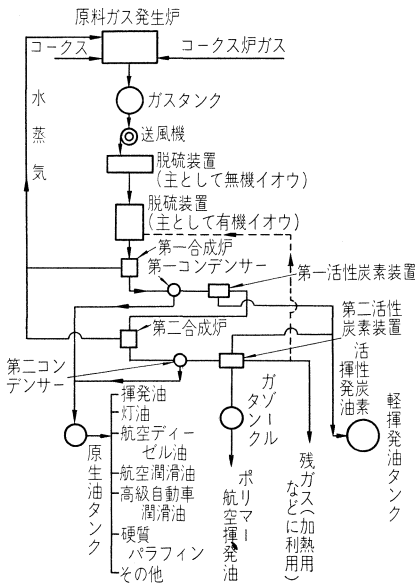 原料ガス発生炉
コークス
コークス炉ガス
水蒸気
ガスタンク
送風機
脱硫装置
(主として無機イオウ)
脱硫装置
(主として有機イオウ)
第一合成炉
第一コンデンサー
第一活性炭素装置
第二合成炉
第二活性
炭素装置
第二コン
デンサー
活性炭素
揮発油
ガゾール
タンク
軽揮発油タンク
原生油タンク
揮発油
灯油
航空ディー
ゼル油
航空潤滑油
高級自動車
潤滑油
硬質
パラフィン
その他
ポリマー
航空揮発油
残ガス(加熱用
などに利用)